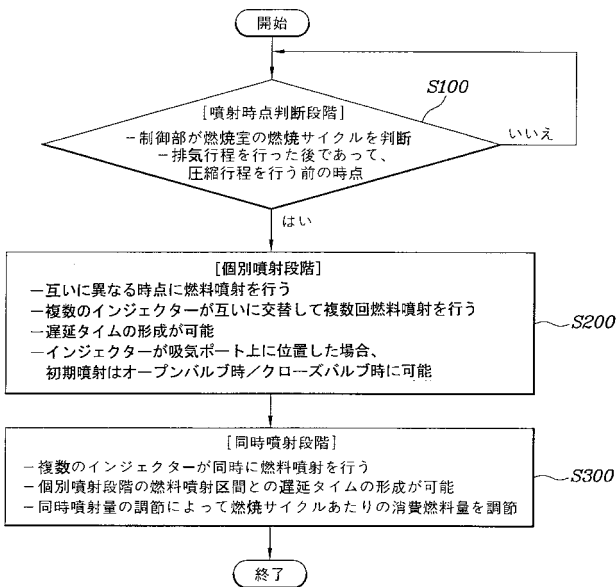 開始
S100
[噴射時点判断段階]
－制御部が燃焼室の燃焼サイクルを判断
－排気行程を行った後であって、
圧縮行程を行う前の時点
いいえ
はい
[個別噴射段階]
－互いに異なる時点に燃料噴射を行う
－複数のインジェクターが互いに交替して複数回燃料噴射を行う
－遅延タイムの形成が可能
－インジェクターが吸気ポート上に位置した場合、
初期噴射はオープンバルブ時／クローズバルブ時に可能
S200
[同時噴射段階]
－複数のインジェクターが同時に燃料噴射を行う
－個別噴射段階の燃料噴射区間との遅延タイムの形成が可能
－同時噴射量の調節によって燃焼サイクルあたりの消費燃料量を調節
S300
終了